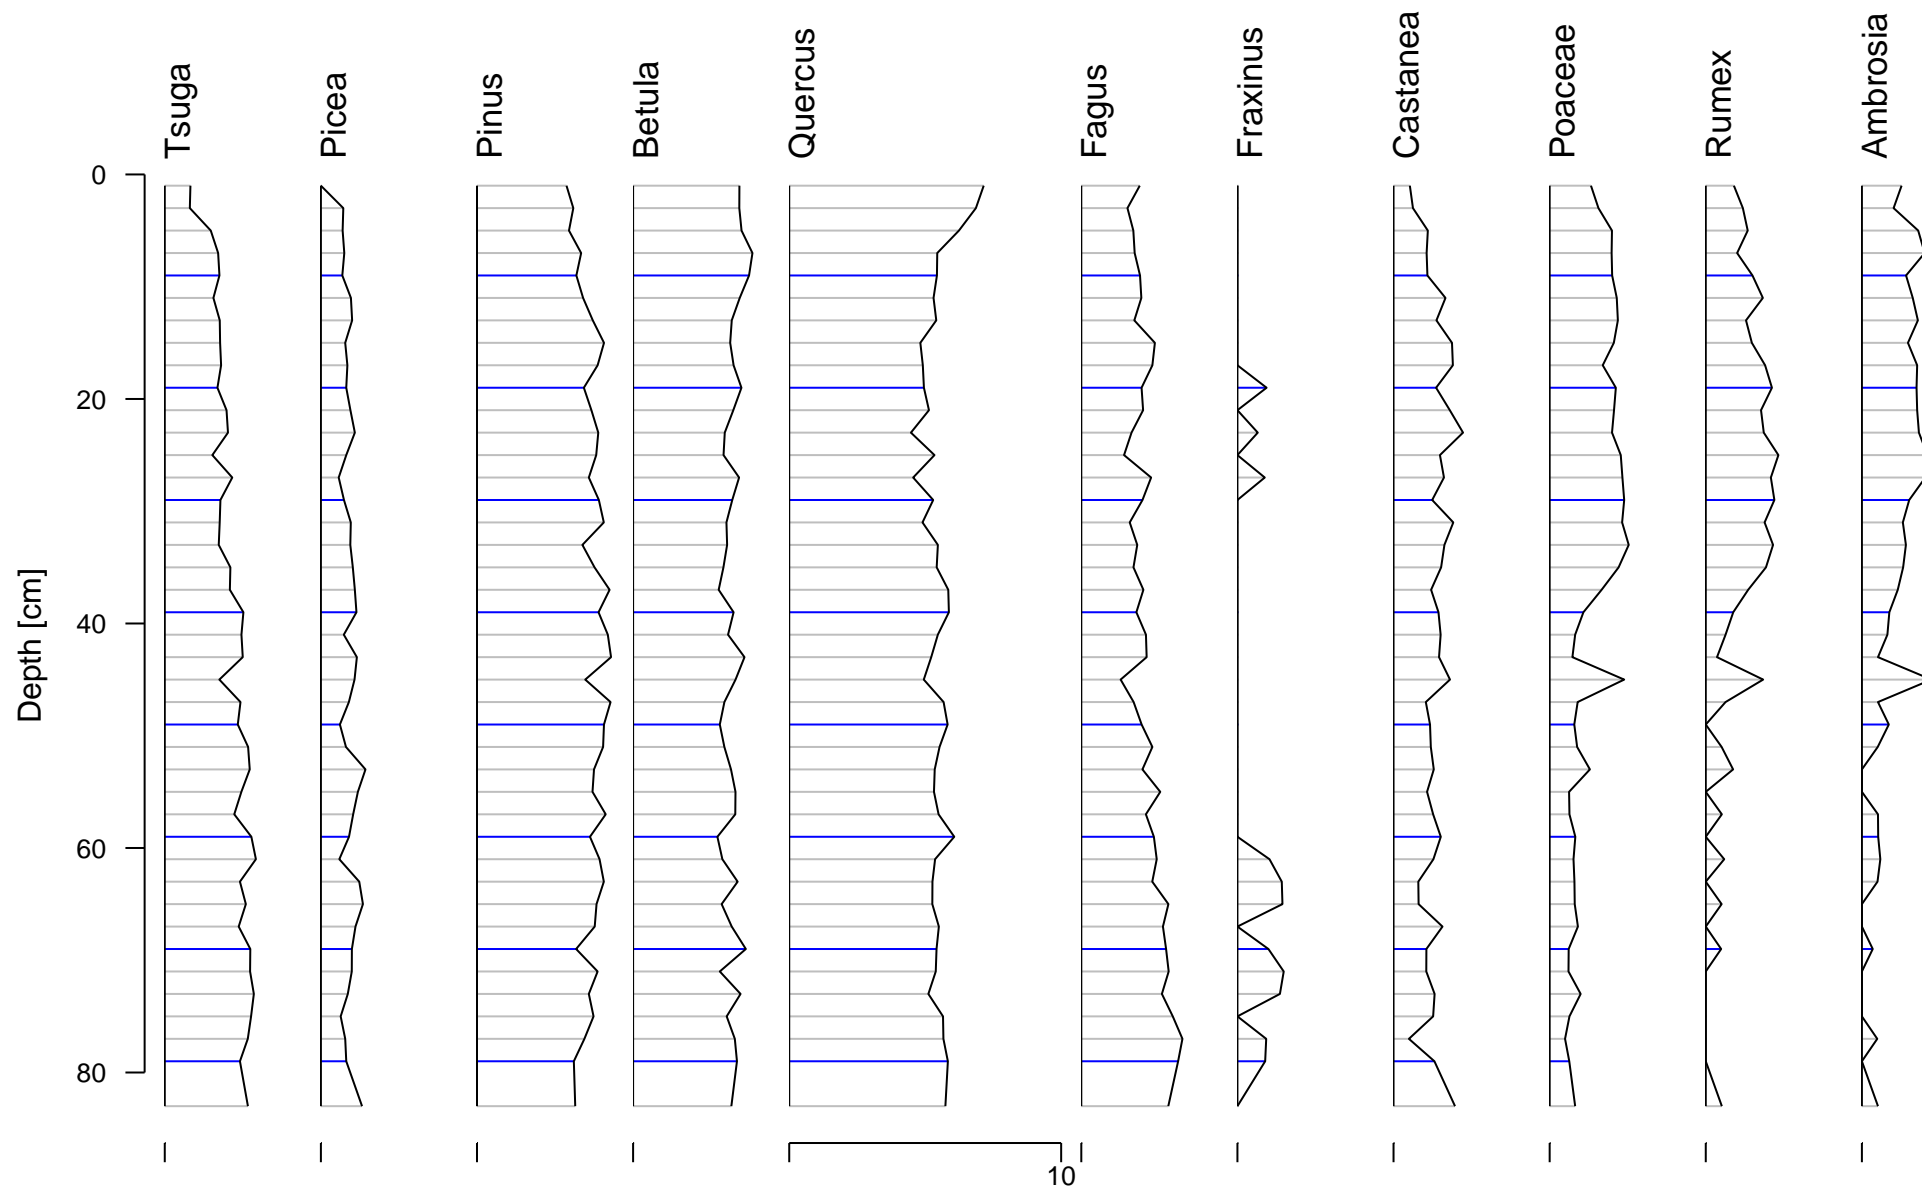 Tsuga
Picea
Pinus
Betula
Quercus
Fagus
Fraxinus
Castanea
Poaceae
Rumex
Ambrosia
0
20
40
60
80
Depth [cm]
10